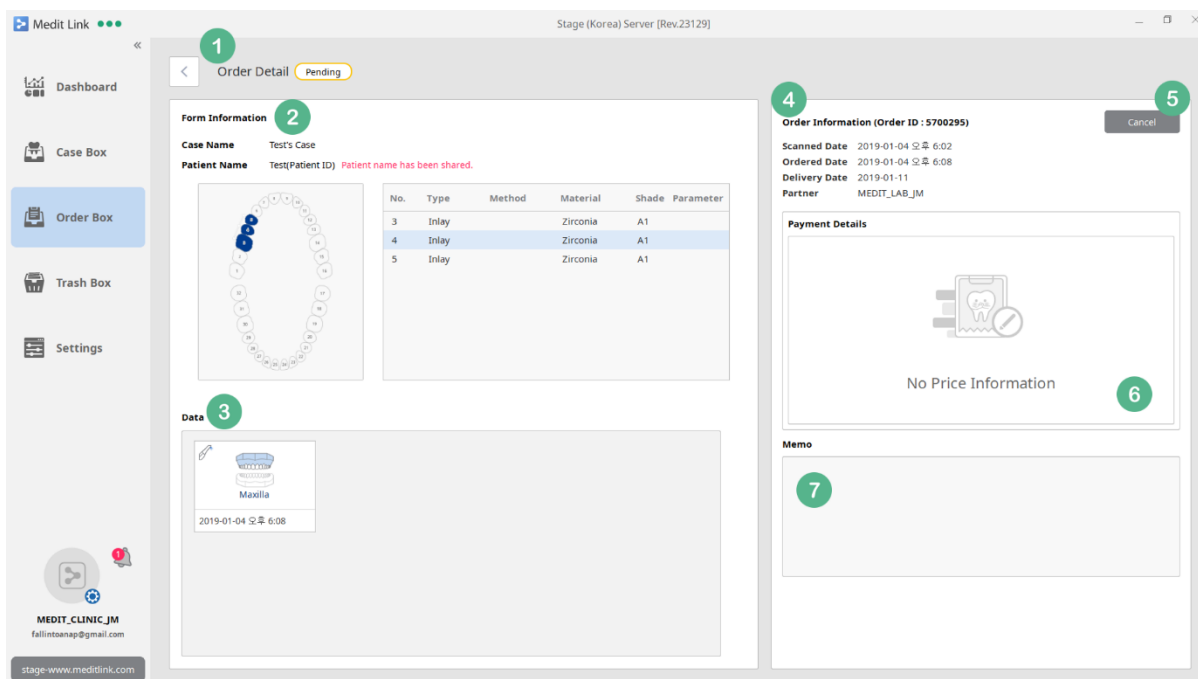 Medit Link
Stage (Korea) Server [Rev.23129]
«
Dashboard
Case Box
Order Box
Trash Box
Settings
1
MEDIT_CLINIC_JM
fallintoanap@gmail.com
stage-www.meditlink.com
1
Order Detail Pending
Form Information 2
Case Name Test's Case
Patient Name Test(Patient ID) Patient name has been shared.
No. Type Method Material Shade Parameter
3 Inlay Zirconia A1
4 Inlay Zirconia A1
5 Inlay Zirconia A1
Data 3
Maxilla
2019-01-04 오후 6:08
4
5
Order Information (Order ID : 5700295)
Cancel
Scanned Date 2019-01-04 오후 6:02
Ordered Date 2019-01-04 오후 6:08
Delivery Date 2019-01-11
Partner MEDIT_LAB_JM
Payment Details
No Price Information
6
Memo
7